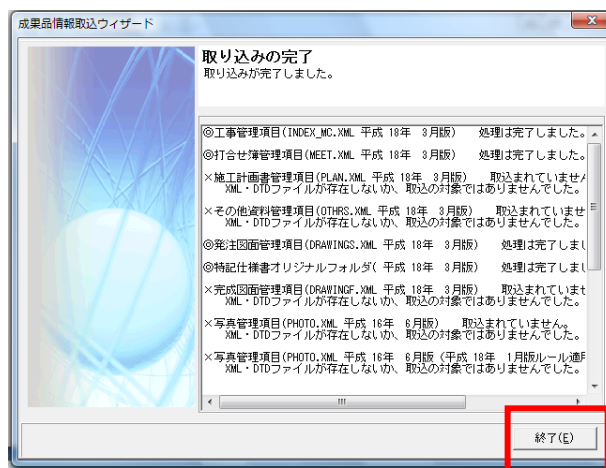 成果品情報取込ウィザード
取り込みの完了
取り込みが完了しました。
◎工事管理項目(INDEX_MC.XML 平成 18年 3月版) 処理は完了しました。
◎打合せ簿管理項目(MEET.XML 平成 18年 3月版) 処理は完了しました。
×施工計画書管理項目(PLAN.XML 平成 18年 3月版) 取込まれていませ
XML・DTDファイルが存在しないか、取込の対象ではありませんでした。
×その他資料管理項目(OTHRS.XML 平成 18年 3月版) 取込まれていませ
XML・DTDファイルが存在しないか、取込の対象ではありませんでした。
◎発注図面管理項目(DRAWINGS.XML 平成 18年 3月版) 処理は完了しまし
◎特記仕様書オリジナルフォルダ( 平成 18年 3月版) 処理は完了しまし
×完成図面管理項目(DRAWINGF.XML 平成 18年 3月版) 取込まれていませ
XML・DTDファイルが存在しないか、取込の対象ではありませんでした。
×写真管理項目(PHOTO.XML 平成 16年 6月版) 取込まれていません。
XML・DTDファイルが存在しないか、取込の対象ではありませんでした。
×写真管理項目(PHOTO.XML 平成 16年 6月版 (平成 18年 1月版ルール適用
XML・DTDファイルが存在しないか、取込の対象ではありませんでした。
終了(E)